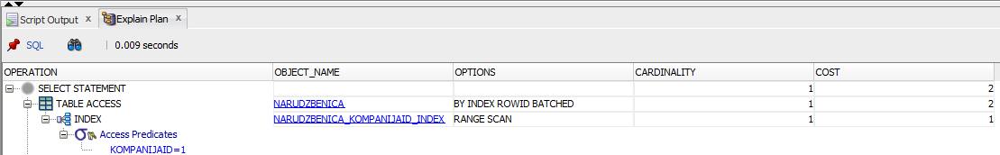 Script Output x Explain Plan x
SQL 0.009 seconds
OPERATION OBJECT_NAME OPTIONS CARDINALITY COST
SELECT STATEMENT 1 2
TABLE ACCESS NARUDZBENICA BY INDEX ROWID BATCHED 1 2
INDEX NARUDZBENICA_KOMPANIJAID_INDEX RANGE SCAN 1 1
Access Predicates
KOMPANIJAID=1